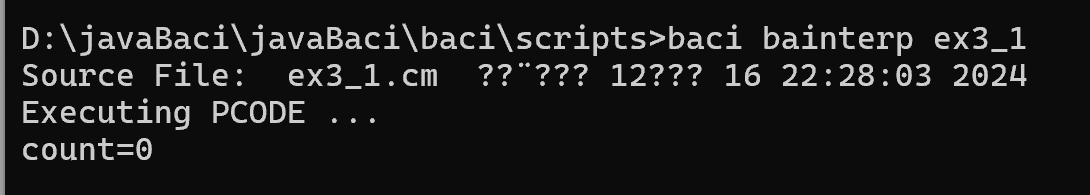 D:\javaBaci\javaBaci\baci\scripts>baci bainterp ex3_1
Source File:  ex3_1.cm  ??¨??? 12??? 16 22:28:03 2024
Executing PCODE ...
count=0